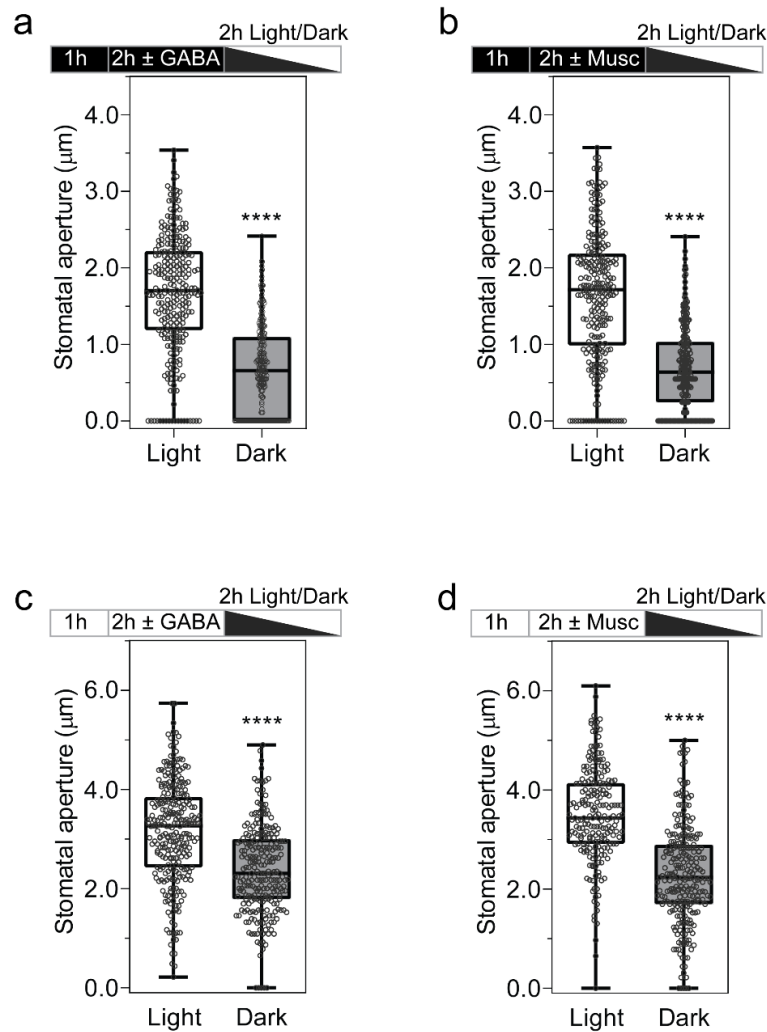 a
2h Light/Dark
1h 2h ± GABA
Stomatal aperture (μm)
4.0
3.0
2.0
1.0
0.0
****
Light Dark
b
2h Light/Dark
1h 2h ± Musc
Stomatal aperture (μm)
4.0
3.0
2.0
1.0
0.0
****
Light Dark
c
2h Light/Dark
1h 2h ± GABA
Stomatal aperture (μm)
6.0
4.0
2.0
0.0
****
Light Dark
d
2h Light/Dark
1h 2h ± Musc
Stomatal aperture (μm)
6.0
4.0
2.0
0.0
****
Light Dark